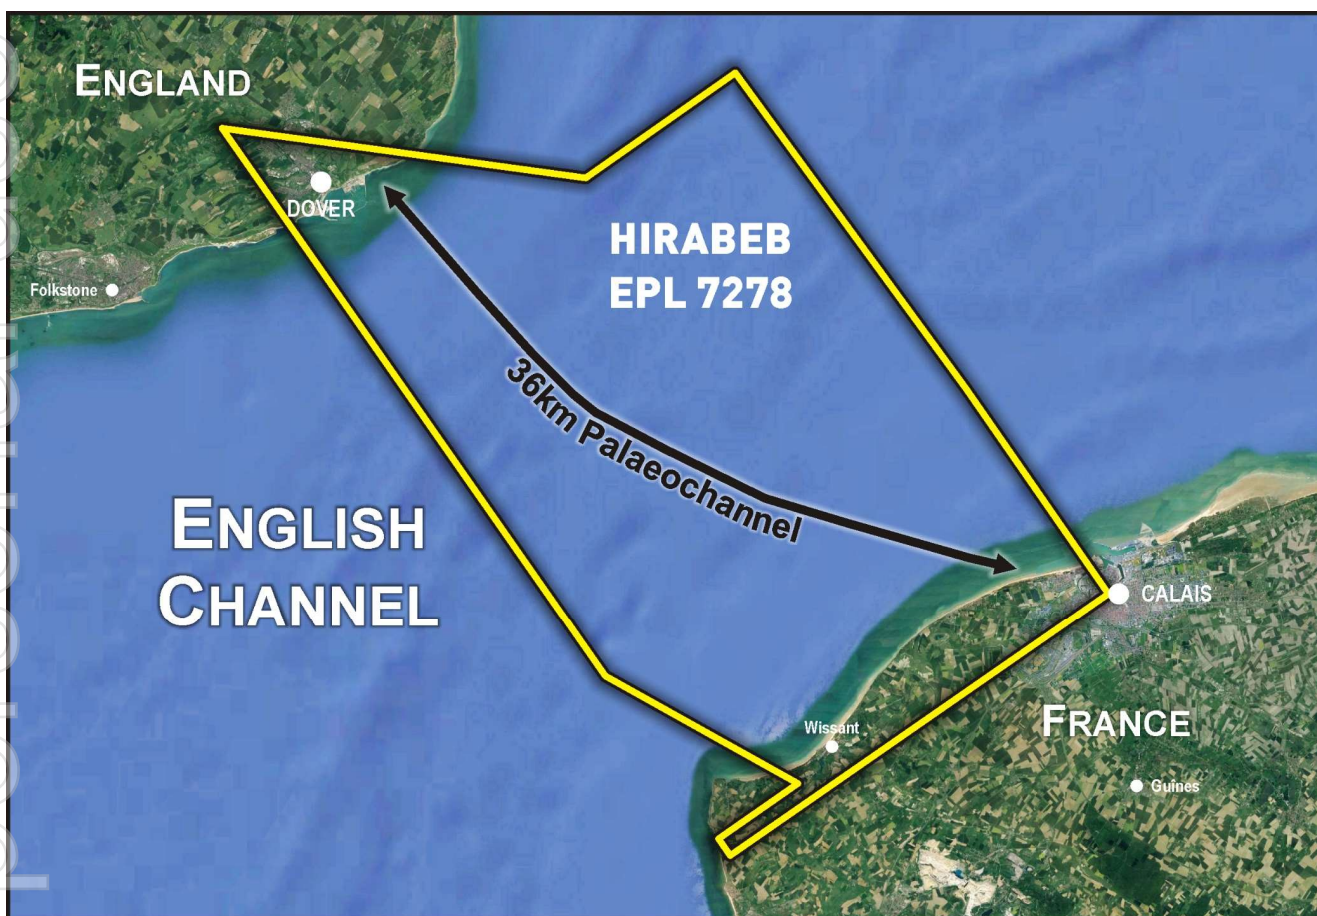 ENGLAND
DOVER
Folkstone
HIRABEB
EPL 7278
36km Palaeochannel
ENGLISH
CHANNEL
CALAIS
FRANCE
Wissant
Guines